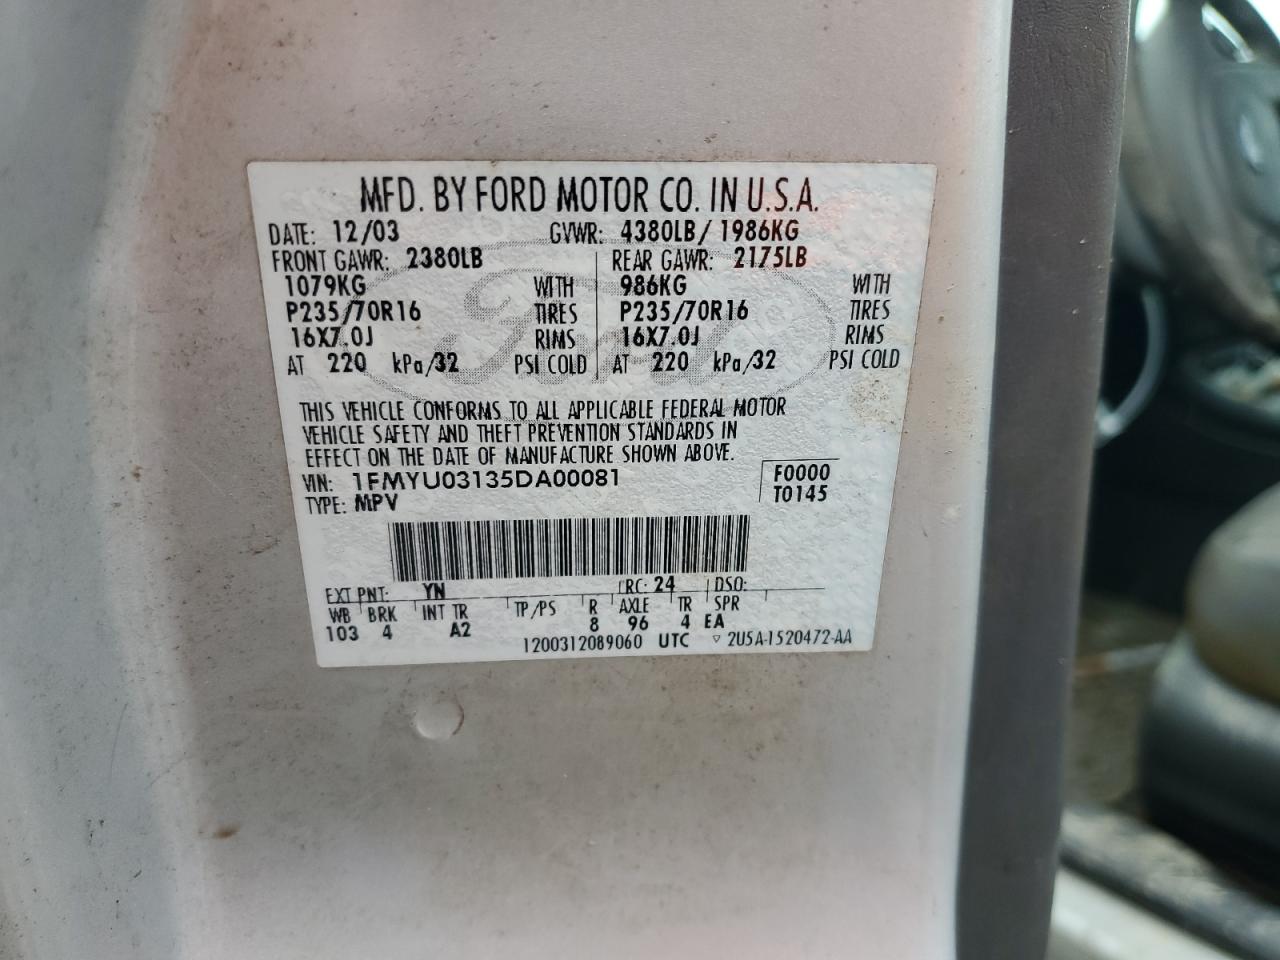 MFD. BY FORD MOTOR CO. IN U.S.A.
DATE: 12/03 GVWR: 4380LB/ 1986KG
FRONT GAWR: 2380LB REAR GAWR: 2175LB
1079KG WITH 986KG WITH
P235/70R16 TIRES P235/70R16 TIRES
16X7.0J RIMS 16X7.0J RIMS
AT 220 kPa/32 PSI COLD AT 220 kPa/32 PSI COLD
Ford
THIS VEHICLE CONFORMS TO ALL APPLICABLE FEDERAL MOTOR
VEHICLE SAFETY AND THEFT PREVENTION STANDARDS IN
EFFECT ON THE DATE OF MANUFACTURE SHOWN ABOVE.
VIN: 1FMYU03135DA00081 F0000
TYPE: MPV T0145
EXT PNT: YN RC: 24 DSO:
WB BRK INT TR TP/PS R AXLE TR SPR
103 4 A2 8 96 4 EA
1200312089060 UTC ▽ 2U5A-1520472-AA